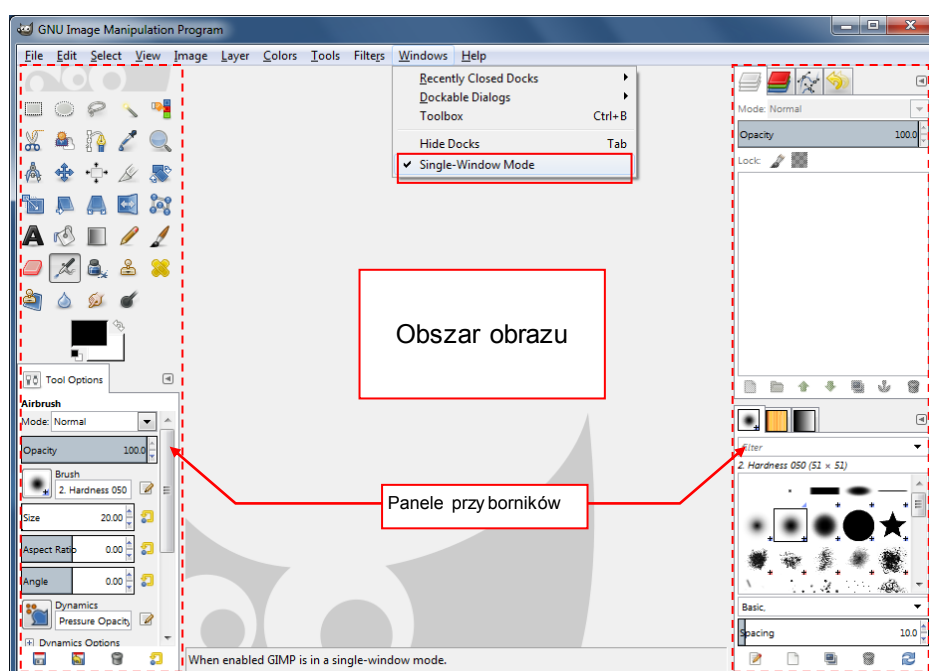 GNU Image Manipulation Program
File Edit Select View Image Layer Colors Tools Filters Windows Help
Recently Closed Docks
Dockable Dialogs
Toolbox Ctrl+B
Hide Docks Tab
Single-Window Mode
Mode: Normal
Opacity 100.0
Lock:
Obszar obrazu
Tool Options
Airbrush
Mode: Normal
Opacity 100.0
Brush
2. Hardness 050
Size 20.00
Aspect Ratio 0.00
Angle 0.00
Dynamics
Pressure Opacity
Dynamics Options
Panele przyborników
filter
2. Hardness 050 (51 × 51)
Basic,
Spacing 10.0
When enabled GIMP is in a single-window mode.